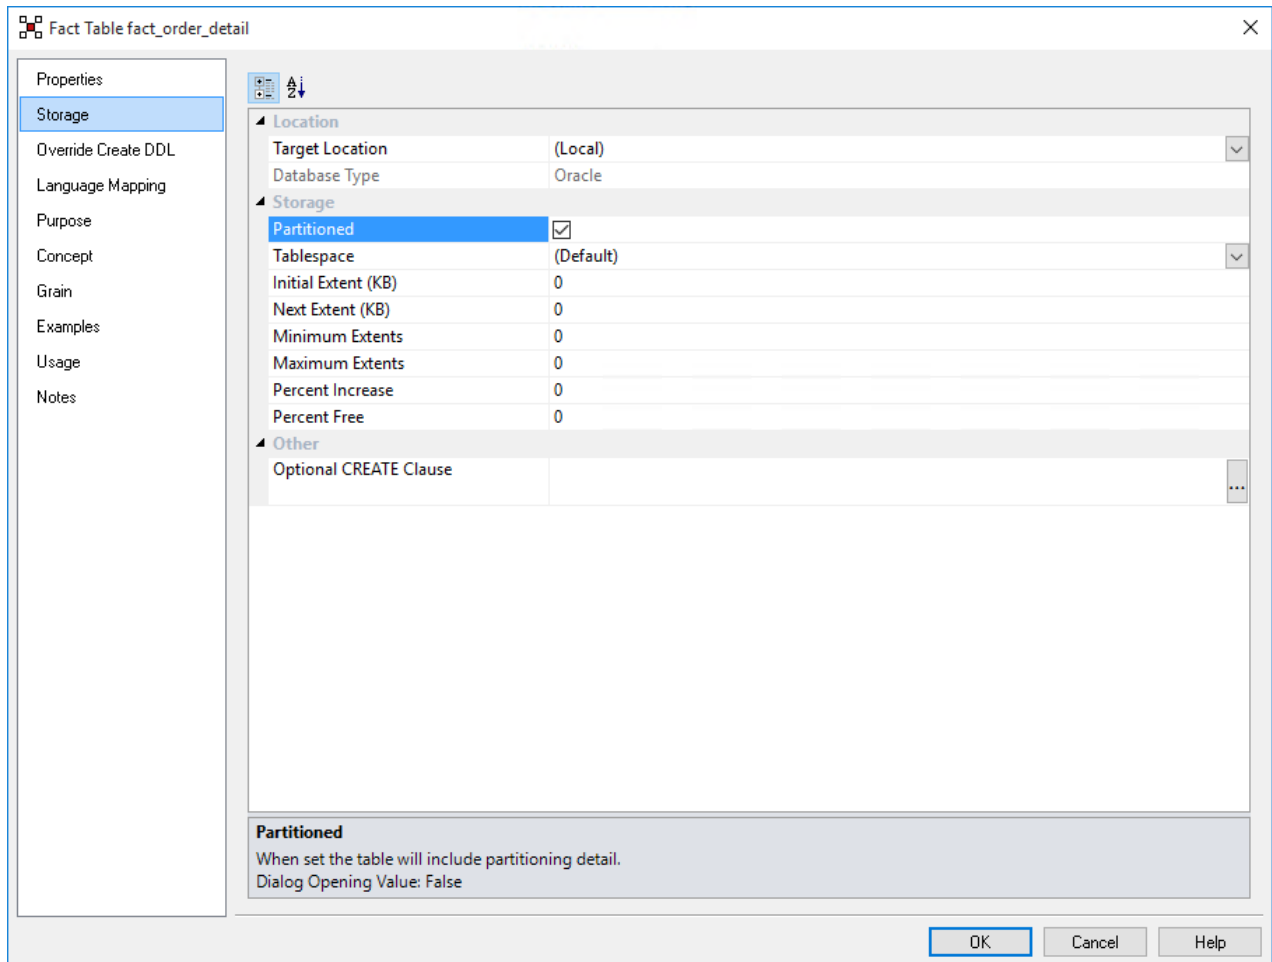 Fact Table fact_order_detail
Properties
Storage
Override Create DDL
Language Mapping
Purpose
Concept
Grain
Examples
Usage
Notes
Location
Target Location (Local)
Database Type Oracle
Storage
Partitioned
Tablespace (Default)
Initial Extent (KB) 0
Next Extent (KB) 0
Minimum Extents 0
Maximum Extents 0
Percent Increase 0
Percent Free 0
Other
Optional CREATE Clause ...
Partitioned
When set the table will include partitioning detail.
Dialog Opening Value: False
OK Cancel Help